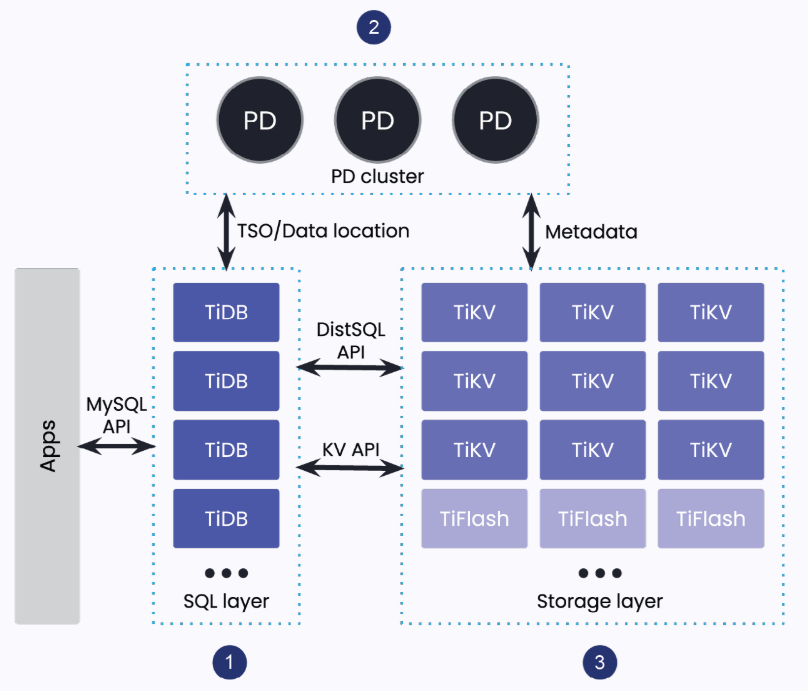 2
PD
PD
PD
PD cluster
TSO/Data location
Metadata
Apps
MySQL
API
TiDB
TiDB
TiDB
TiDB
SQL layer
1
DistSQL
API
KV API
TiKV TiKV TiKV
TiKV TiKV TiKV
TiKV TiKV TiKV
TiFlash TiFlash TiFlash
Storage layer
3